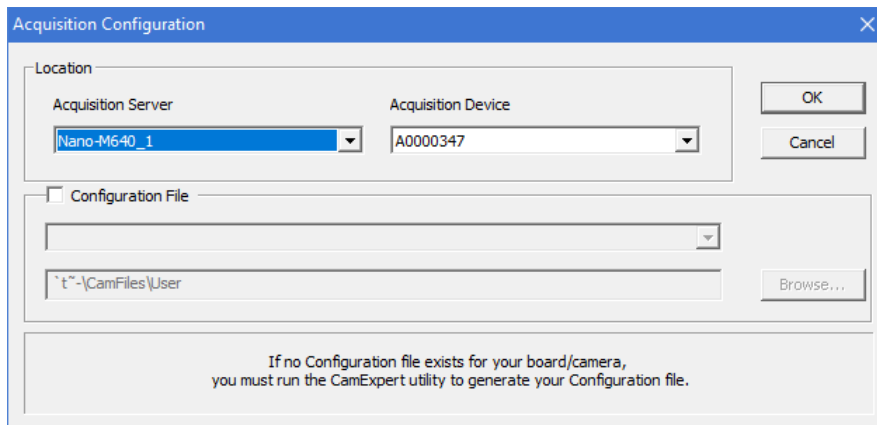 Acquisition Configuration
Location
Acquisition Server
Acquisition Device
OK
Nano-M640_1
A0000347
Cancel
Configuration File
`t˜-\CamFiles\User
Browse...
If no Configuration file exists for your board/camera,
you must run the CamExpert utility to generate your Configuration file.